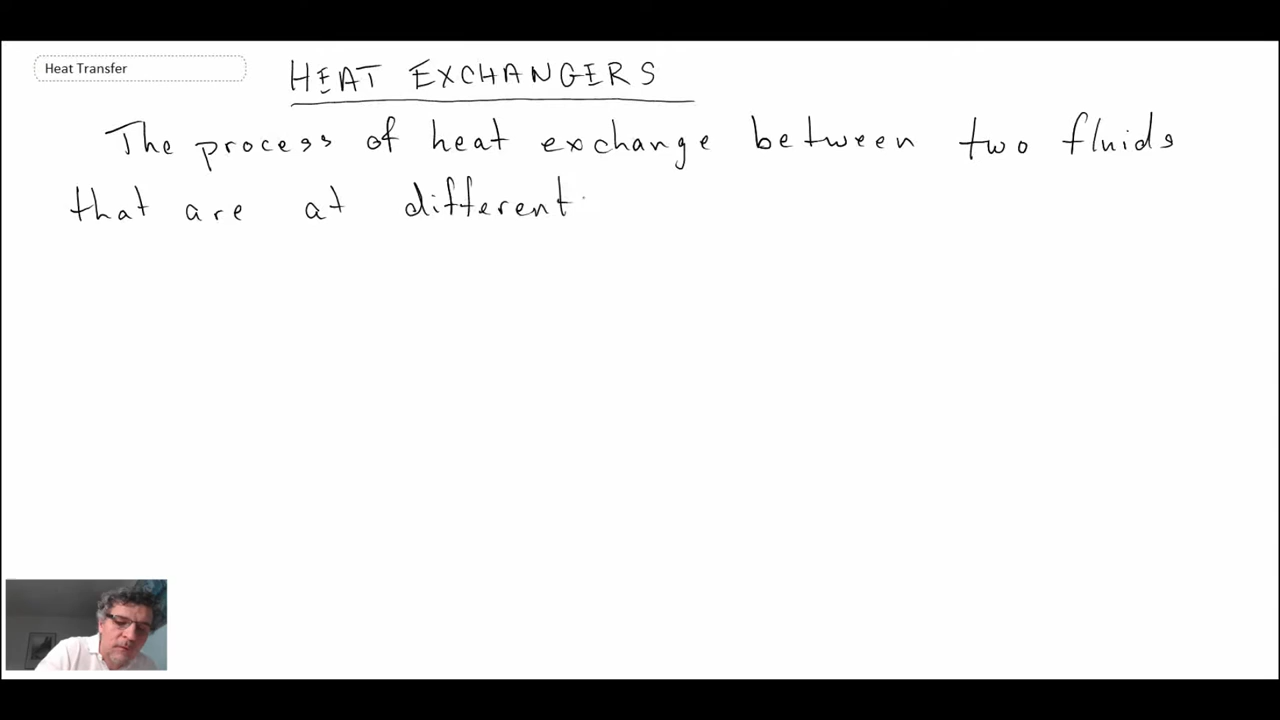 Heat Transfer
HEAT EXCHANGERS
The process of heat exchange between two fluids
that are at different